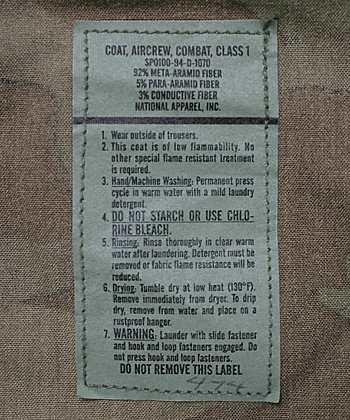 COAT, AIRCREW, COMBAT, CLASS 1
SPO100-94-D-1070
92% META-ARAMID FIBER
5% PARA-ARAMID FIBER
3% CONDUCTIVE FIBER
NATIONAL APPAREL, INC.
1. Wear outside of trousers.
2. This coat is of low flammability. No
other special flame resistant treatment
is required.
3. Hand/Machine Washing: Permanent press
cycle in warm water with a mild laundry
detergent.
4. DO NOT STARCH OR USE CHLO-
RINE BLEACH.
5. Rinsing: Rinse thoroughly in clear warm
water after laundering. Detergent must be
removed or fabric flame resistance will be
reduced.
6. Drying: Tumble dry at low heat (130°F).
Remove immediately from dryer. To drip
dry, remove from water and place on a
rustproof hanger.
7. WARNING: Launder with slide fastener
and hook and loop fasteners engaged. Do
not press hook and loop fasteners.
DO NOT REMOVE THIS LABEL